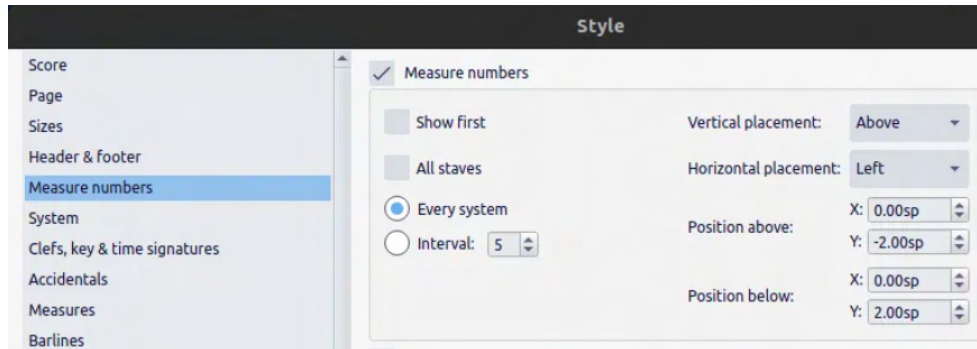 Style
Score
Page
Sizes
Header & footer
Measure numbers
System
Clefs, key & time signatures
Accidentals
Measures
Barlines
Measure numbers
Show first
All staves
Every system
Interval: 5
Vertical placement: Above
Horizontal placement: Left
Position above:
X: 0.00sp
Y: -2.00sp
Position below:
X: 0.00sp
Y: 2.00sp